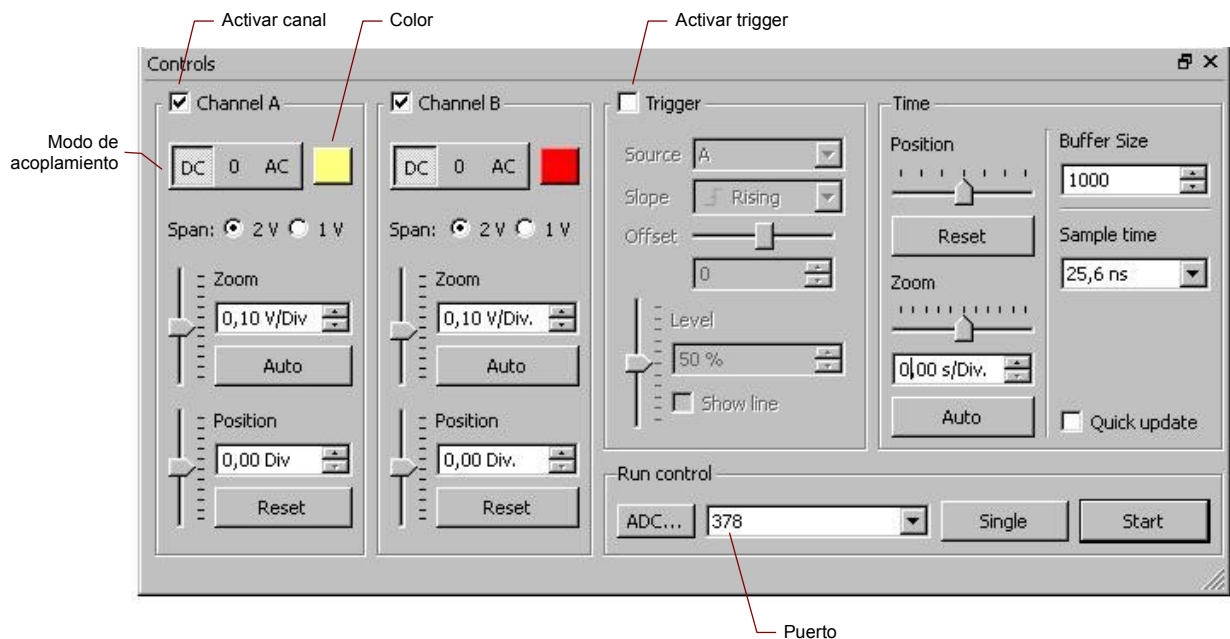 Activar canal
Color
Activar trigger
Controls
Modo de
acoplamiento
Channel A
DC 0 AC
Span: 2 V 1 V
Zoom
0,10 V/Div
Auto
Position
0,00 Div
Reset
Channel B
DC 0 AC
Span: 2 V 1 V
Zoom
0,10 V/Div.
Auto
Position
0,00 Div.
Reset
Trigger
Source A
Slope Rising
Offset
0
Level
50 %
Show line
Time
Position
Reset
Zoom
0,00 s/Div.
Auto
Buffer Size
1000
Sample time
25,6 ns
Quick update
Run control
ADC... 378 Single Start
Puerto